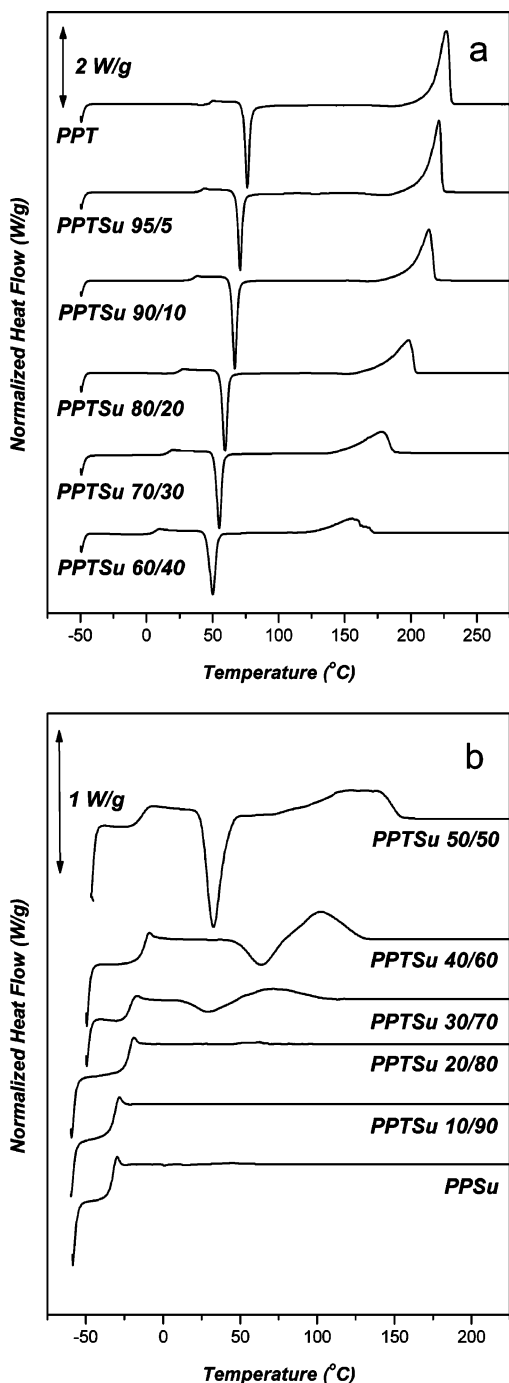 a
2 W/g
PPT
PPTSu 95/5
PPTSu 90/10
PPTSu 80/20
PPTSu 70/30
PPTSu 60/40
Normalized Heat Flow (W/g)
-50 0 50 100 150 200 250
Temperature (°C)
b
1 W/g
PPTSu 50/50
PPTSu 40/60
PPTSu 30/70
PPTSu 20/80
PPTSu 10/90
PPSu
Normalized Heat Flow (W/g)
-50 0 50 100 150 200
Temperature (°C)